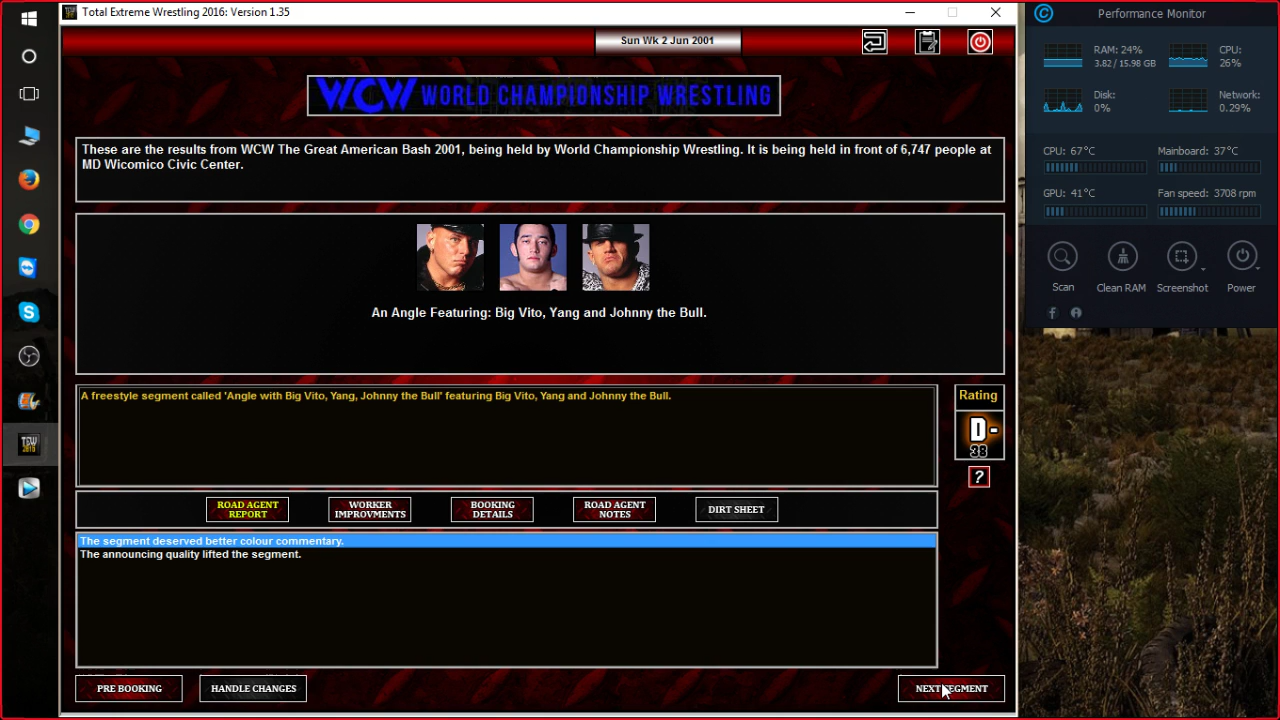 Total Extreme Wrestling 2016: Version 1.35
Sun Wk 2 Jun 2001
WCW WORLD CHAMPIONSHIP WRESTLING
These are the results from WCW The Great American Bash 2001, being held by World Championship Wrestling. It is being held in front of 6,747 people at
MD Wicomico Civic Center.
An Angle Featuring: Big Vito, Yang and Johnny the Bull.
A freestyle segment called 'Angle with Big Vito, Yang, Johnny the Bull' featuring Big Vito, Yang and Johnny the Bull.
Rating
D-
38
?
ROAD AGENT
REPORT
WORKER
IMPROVMENTS
BOOKING
DETAILS
ROAD AGENT
NOTES
DIRT SHEET
The segment deserved better colour commentary.
The announcing quality lifted the segment.
PRE BOOKING
HANDLE CHANGES
NEXT SEGMENT
Performance Monitor
RAM: 24%
3.82 / 15.98 GB
CPU:
26%
Disk:
0%
Network:
0.29%
CPU: 67°C
Mainboard: 37°C
GPU: 41°C
Fan speed: 3708 rpm
Scan
Clean RAM
Screenshot
Power
TEW
2016